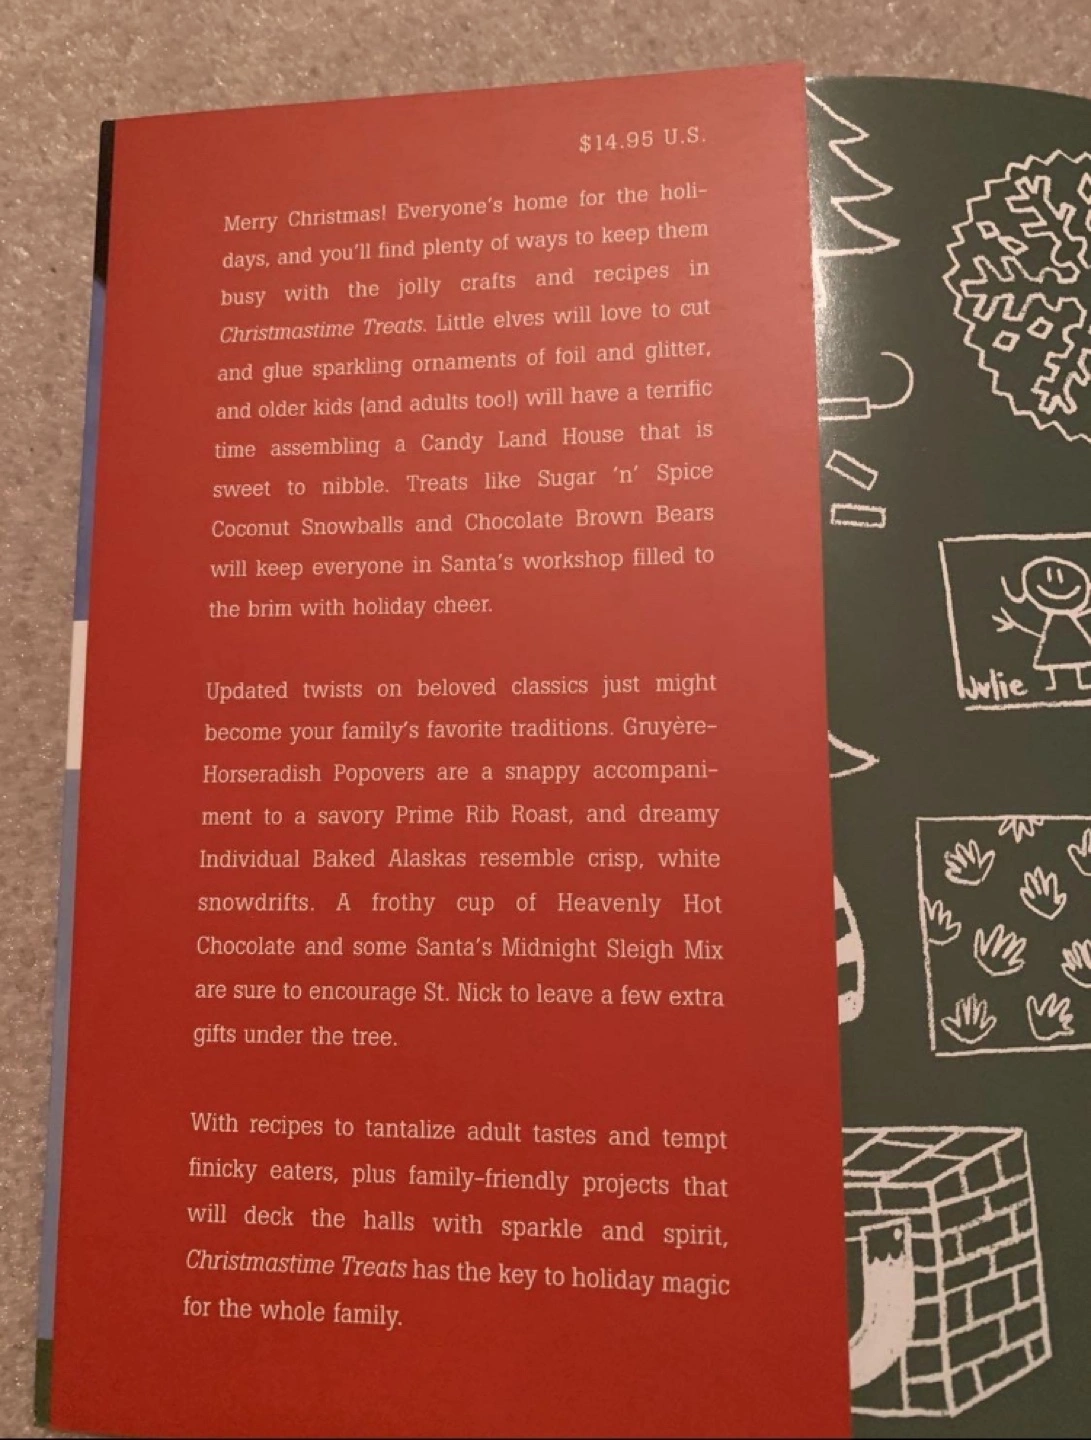 $14.95 U.S.
Merry Christmas! Everyone's home for the holi-
days, and you'll find plenty of ways to keep them
busy with the jolly crafts and recipes in
Christmastime Treats. Little elves will love to cut
and glue sparkling ornaments of foil and glitter,
and older kids (and adults too!) will have a terrific
time assembling a Candy Land House that is
sweet to nibble. Treats like Sugar 'n' Spice
Coconut Snowballs and Chocolate Brown Bears
will keep everyone in Santa's workshop filled to
the brim with holiday cheer.
Updated twists on beloved classics just might
become your family's favorite traditions. Gruyère-
Horseradish Popovers are a snappy accompani-
ment to a savory Prime Rib Roast, and dreamy
Individual Baked Alaskas resemble crisp, white
snowdrifts. A frothy cup of Heavenly Hot
Chocolate and some Santa's Midnight Sleigh Mix
are sure to encourage St. Nick to leave a few extra
gifts under the tree.
With recipes to tantalize adult tastes and tempt
finicky eaters, plus family-friendly projects that
will deck the halls with sparkle and spirit,
Christmastime Treats has the key to holiday magic
for the whole family.
Julie